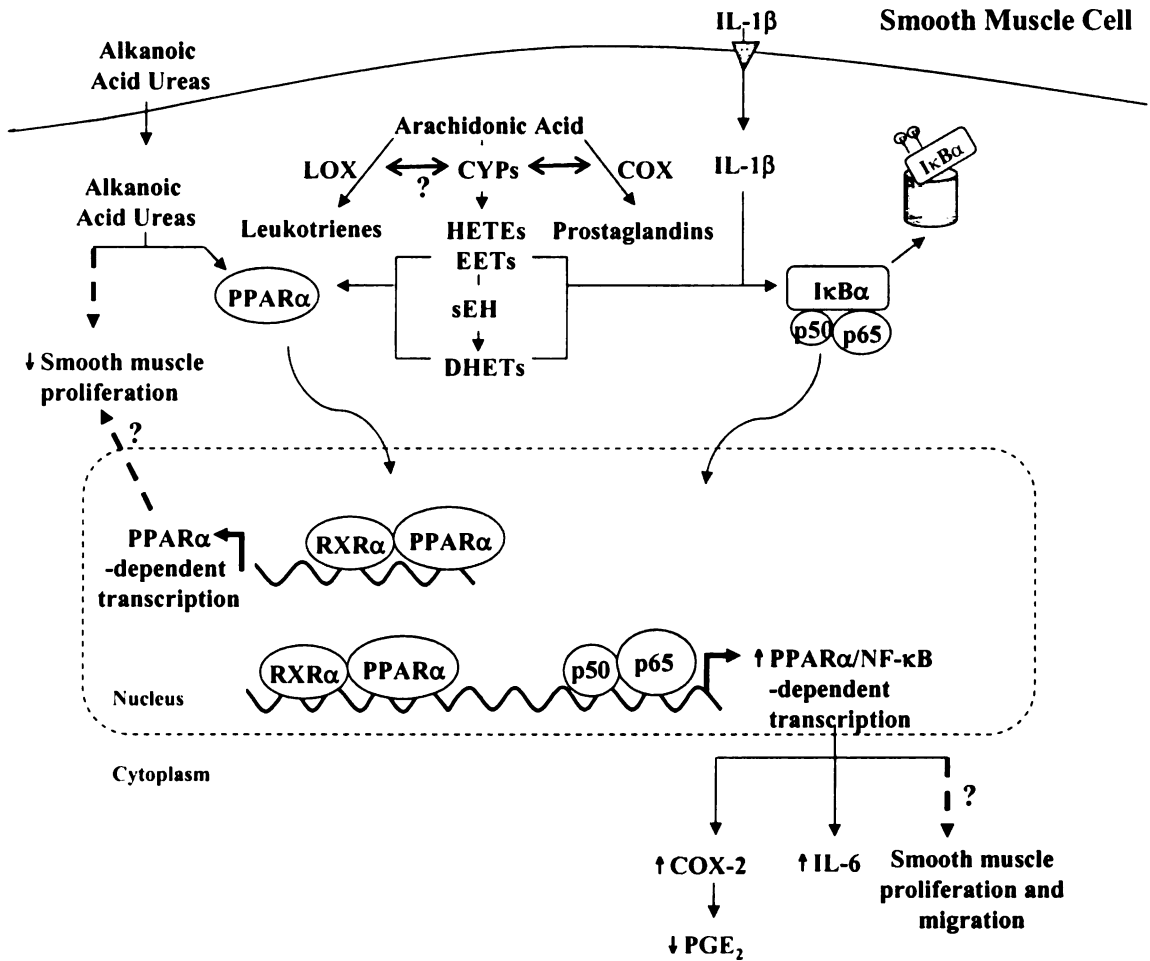 Smooth Muscle Cell
IL-1β
Alkanoic
Acid Ureas
Arachidonic Acid
LOX
?
CYPs
COX
IL-1β
IκBα
Alkanoic
Acid Ureas
Leukotrienes
HETEs
Prostaglandins
EETs
PPARα
sEH
IκBα
p50
p65
DHETs
↓ Smooth muscle
proliferation
?
PPARα
-dependent
transcription
RXRα
PPARα
RXRα
PPARα
p50
p65
↑ PPARα/NF-κB
-dependent
transcription
Nucleus
Cytoplasm
?
↑ COX-2
↑ IL-6
Smooth muscle
proliferation and
migration
↓ PGE₂